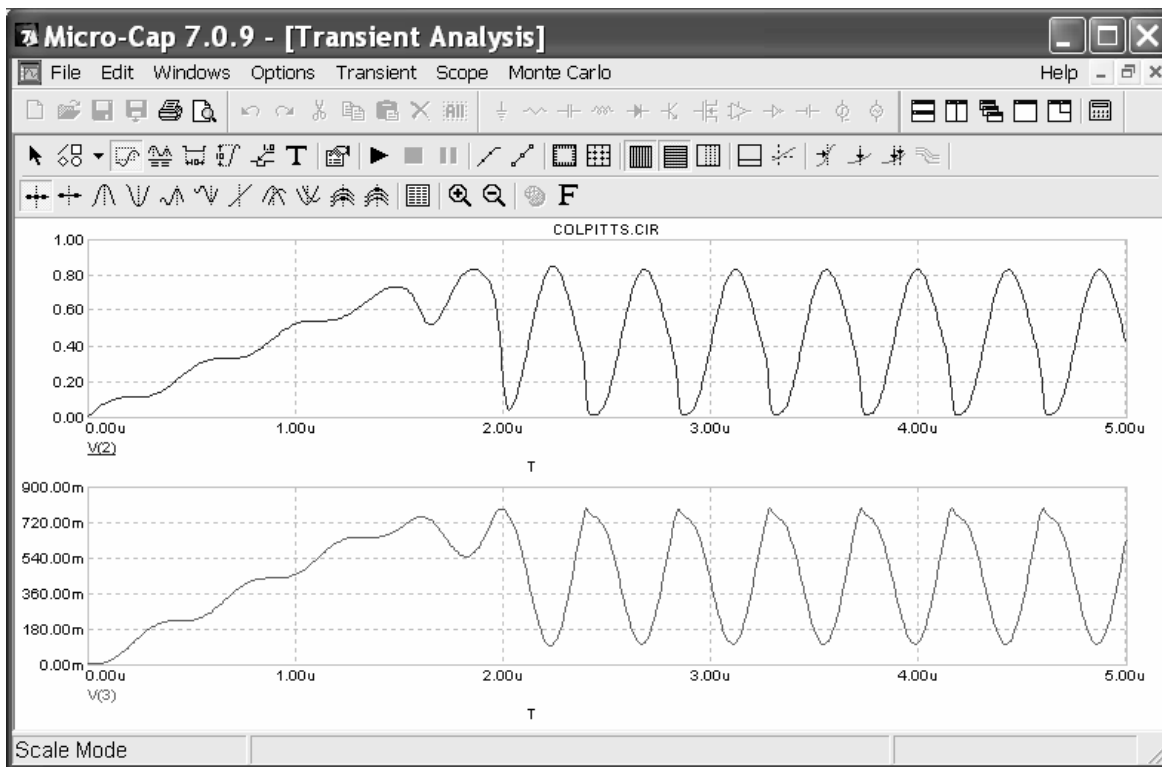 Micro-Cap 7.0.9 - [Transient Analysis]
File Edit Windows Options Transient Scope Monte Carlo Help
T
F
COLPITTS.CIR
1.00
0.80
0.60
0.40
0.20
0.00
0.00u 1.00u 2.00u 3.00u 4.00u 5.00u
V(2)
T
900.00m
720.00m
540.00m
360.00m
180.00m
0.00m
0.00u 1.00u 2.00u 3.00u 4.00u 5.00u
V(3)
T
Scale Mode